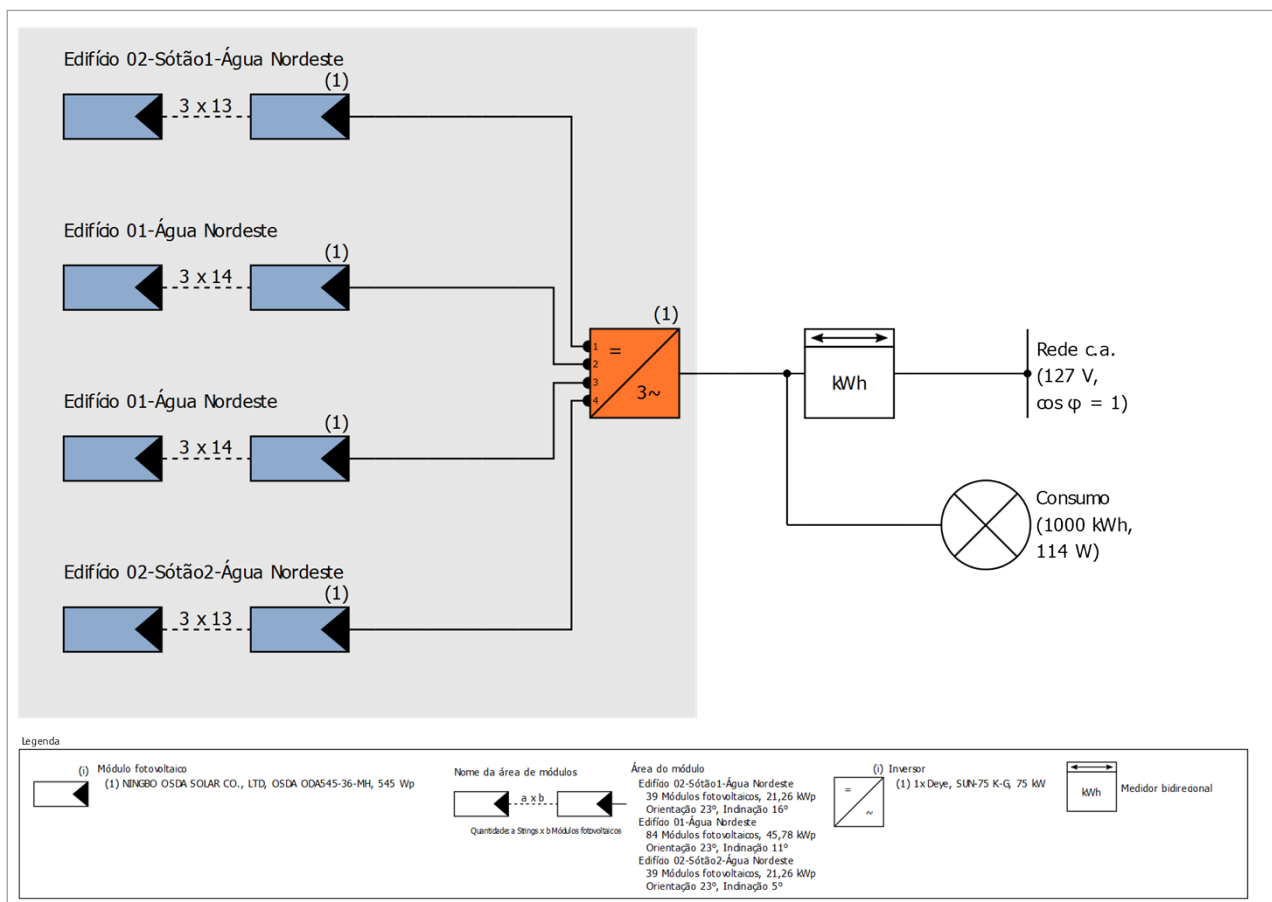 Edifício 02-Sótão1-Água Nordeste
(1)
3 x 13
Edifício 01-Água Nordeste
(1)
3 x 14
(1)
1
2
3
4
=
3~
kWh
Rede c.a.
(127 V,
cos φ = 1)
Edifício 01-Água Nordeste
(1)
3 x 14
Consumo
(1000 kWh,
114 W)
Edifício 02-Sótão2-Água Nordeste
(1)
3 x 13
Legenda
(i) Módulo fotovoltaico
(1) NINGBO OSDA SOLAR CO., LTD, OSDA ODA545-36-MH, 545 Wp
Nome da área de módulos
a x b
Quantidade: a Strings x b Módulos fotovoltaicos
Área do módulo
Edifício 02-Sótão1-Água Nordeste
39 Módulos fotovoltaicos, 21,26 kWp
Orientação 23°, Inclinação 16°
Edifício 01-Água Nordeste
84 Módulos fotovoltaicos, 45,78 kWp
Orientação 23°, Inclinação 11°
Edifício 02-Sótão2-Água Nordeste
39 Módulos fotovoltaicos, 21,26 kWp
Orientação 23°, Inclinação 5°
=
~
(i) Inversor
(1) 1x Deye, SUN-75 K-G, 75 kW
kWh
Medidor bidirecional